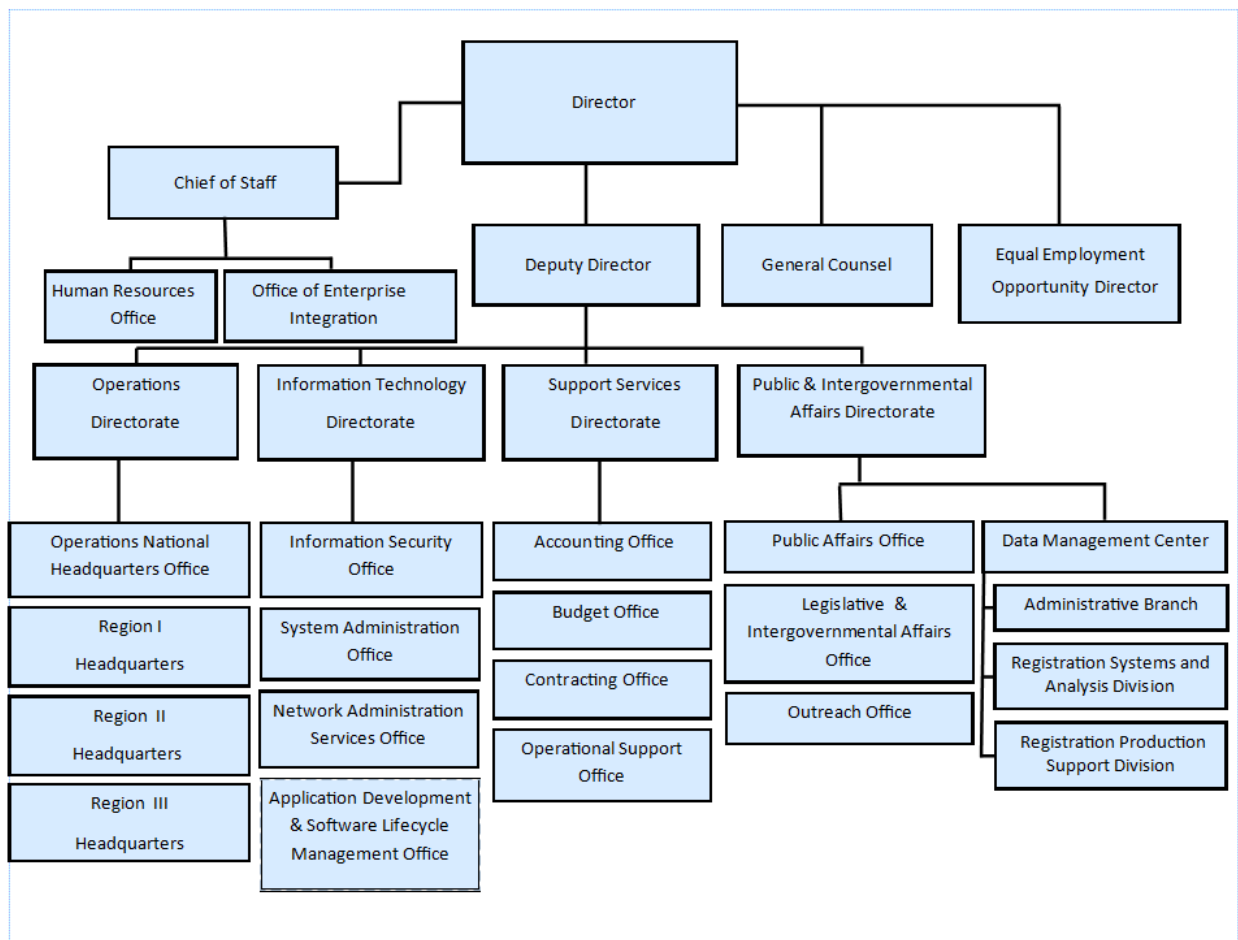 Director
Chief of Staff
Deputy Director
General Counsel
Equal Employment
Opportunity Director
Human Resources
Office
Office of Enterprise
Integration
Operations
Directorate
Information Technology
Directorate
Support Services
Directorate
Public & Intergovernmental
Affairs Directorate
Operations National
Headquarters Office
Region I
Headquarters
Region II
Headquarters
Region III
Headquarters
Information Security
Office
System Administration
Office
Network Administration
Services Office
Application Development
& Software Lifecycle
Management Office
Accounting Office
Budget Office
Contracting Office
Operational Support
Office
Public Affairs Office
Legislative &
Intergovernmental Affairs
Office
Outreach Office
Data Management Center
Administrative Branch
Registration Systems and
Analysis Division
Registration Production
Support Division